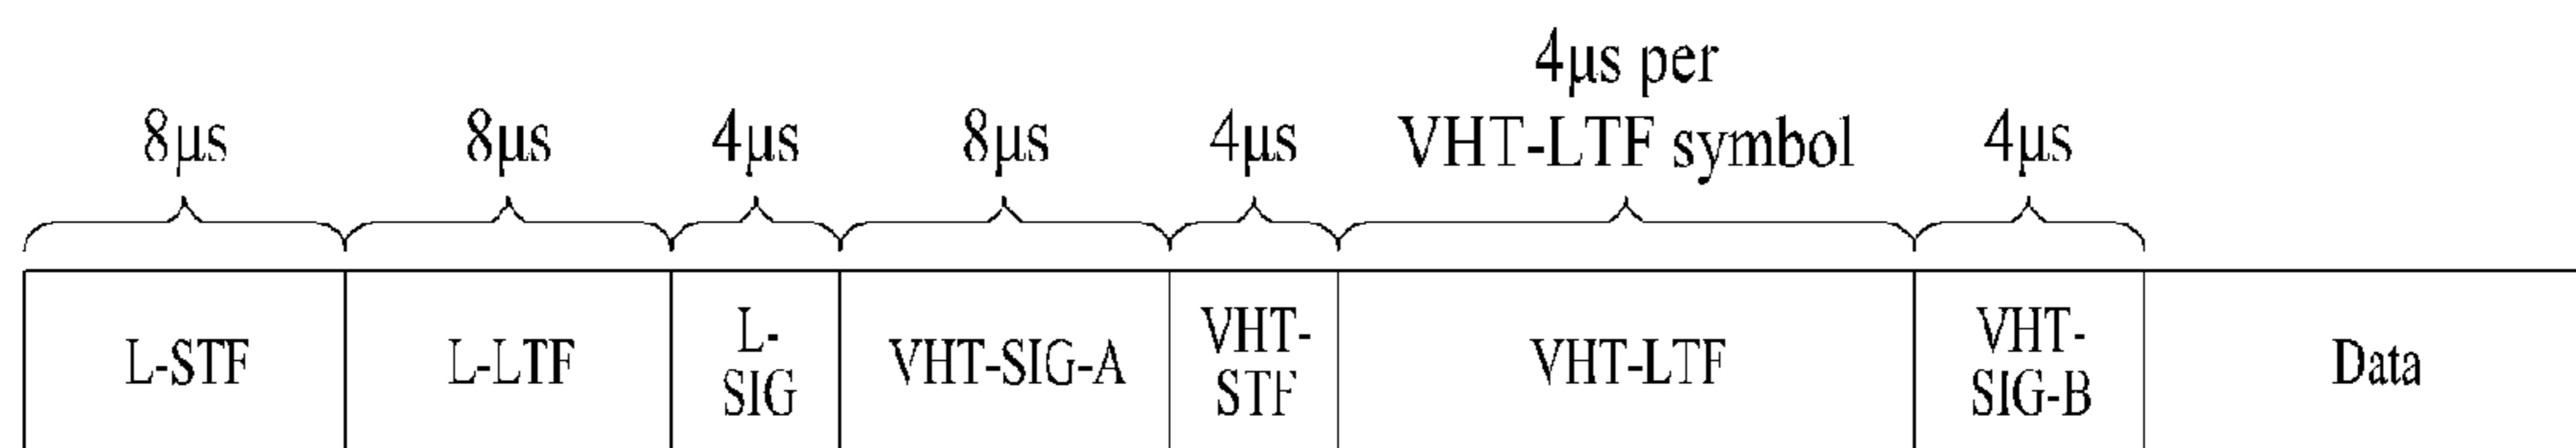 4μs per
8μs 8μs 4μs 8μs 4μs VHT-LTF symbol 4μs
L-STF L-LTF L-
SIG VHT-SIG-A VHT-
STF VHT-LTF VHT-
SIG-B Data